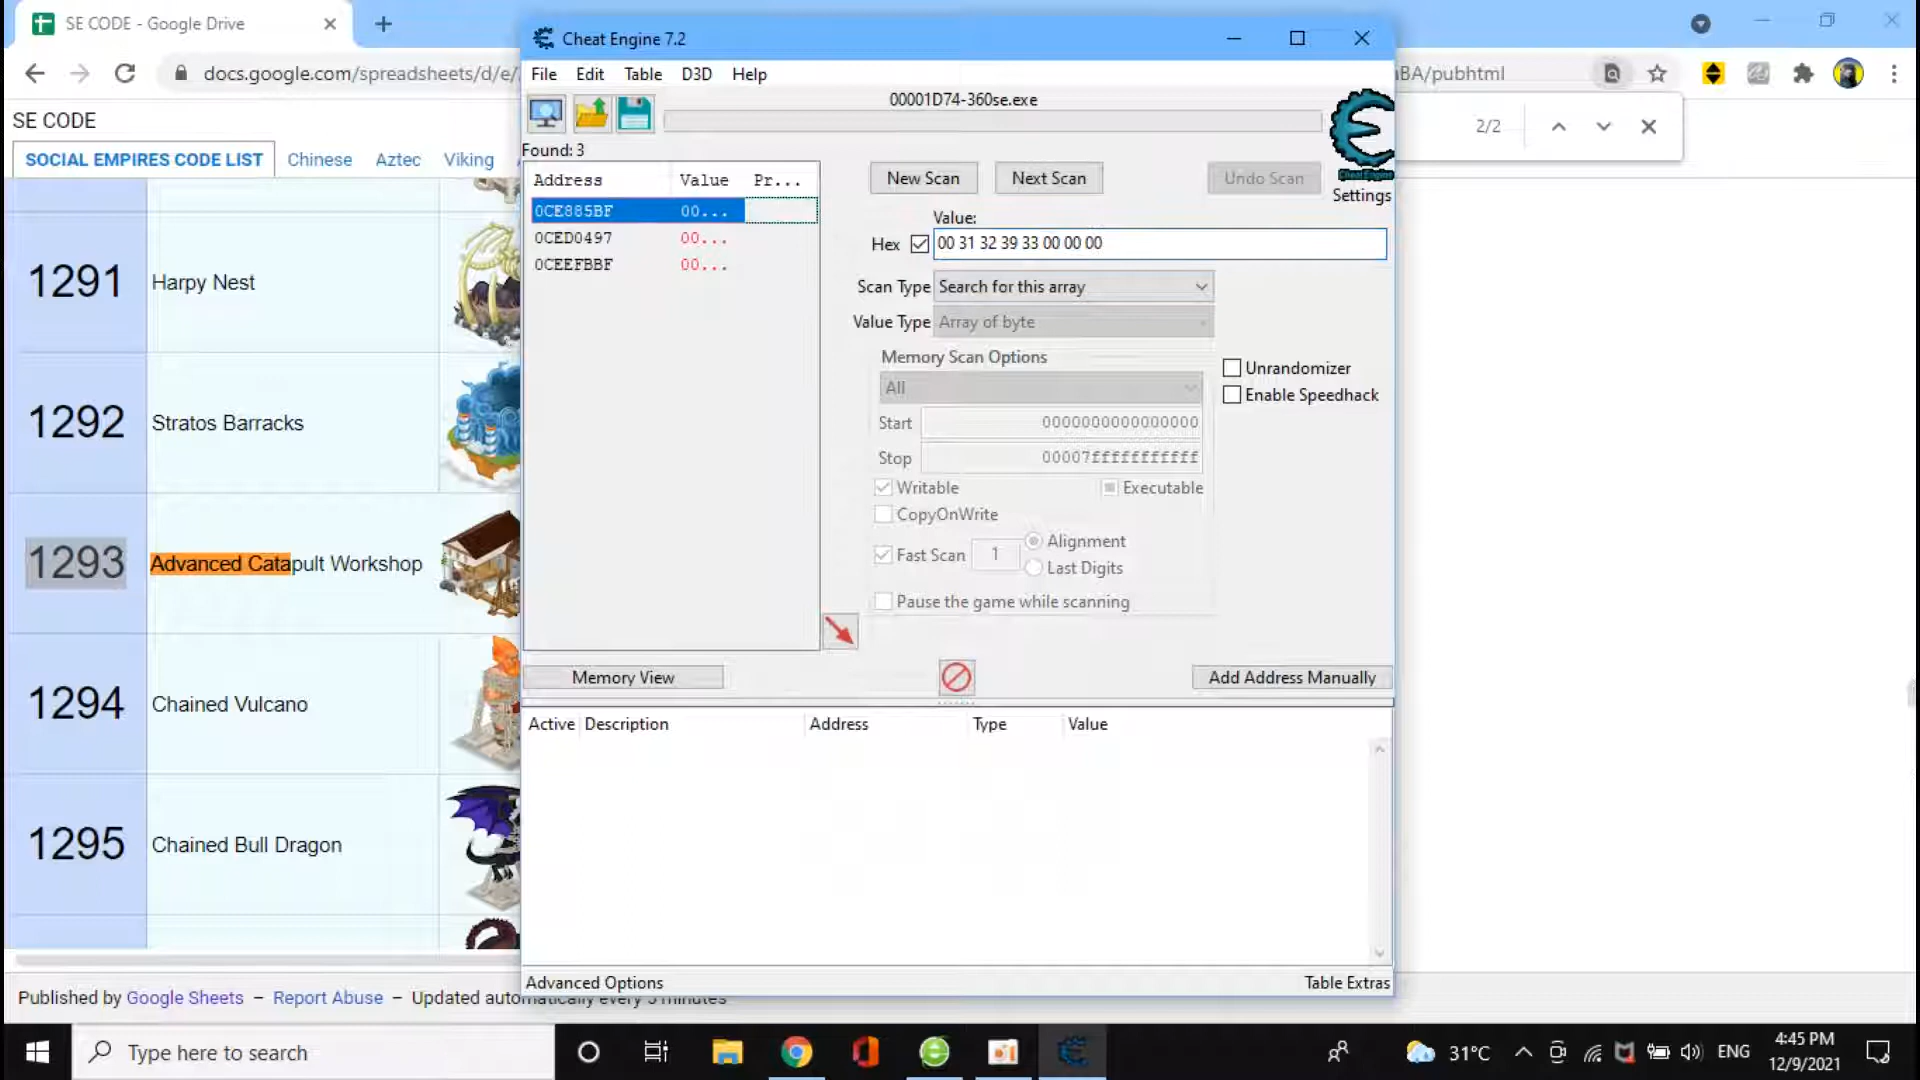 SE CODE - Google Drive
docs.google.com/spreadsheets/d/e/
BA/pubhtml
SE CODE
2/2
SOCIAL EMPIRES CODE LIST
Chinese
Aztec
Viking
1291
Harpy Nest
1292
Stratos Barracks
1293
Advanced Catapult Workshop
1294
Chained Vulcano
1295
Chained Bull Dragon
Published by Google Sheets – Report Abuse – Updated automatically every 5 minutes
Cheat Engine 7.2
File Edit Table D3D Help
00001D74-360se.exe
Found: 3
Address Value Pr...
0CE885BF 00...
0CED0497 00...
0CEEFBBF 00...
New Scan
Next Scan
Undo Scan
Cheat Engine
Settings
Value:
Hex 00 31 32 39 33 00 00 00
Scan Type Search for this array
Value Type Array of byte
Memory Scan Options
All
Start 0000000000000000
Stop 00007fffffffffff
Writable Executable
CopyOnWrite
Fast Scan 1 Alignment
Last Digits
Pause the game while scanning
Unrandomizer
Enable Speedhack
Memory View
Add Address Manually
Active Description Address Type Value
Advanced Options
Table Extras
Type here to search
31°C
ENG
4:45 PM
12/9/2021